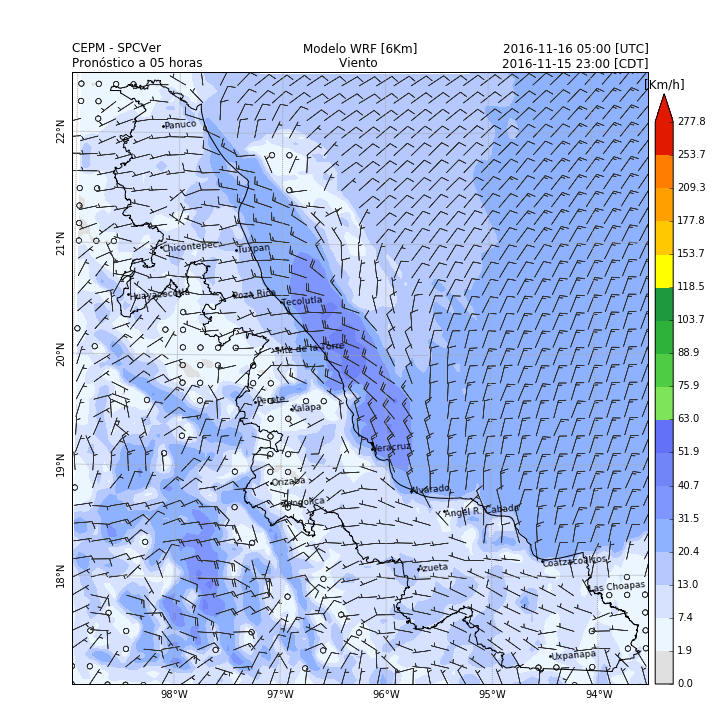 CEPM - SPCVer
Modelo WRF [6Km]
2016-11-16 05:00 [UTC]
Pronóstico a 05 horas
Viento
2016-11-15 23:00 [CDT]
[Km/h]
277.8
253.7
209.3
177.8
153.7
118.5
103.7
88.9
75.9
63.0
51.8
40.7
31.5
20.4
13.0
7.4
1.9
0.0
22°N
21°N
20°N
19°N
18°N
98°W
97°W
96°W
95°W
94°W
Panuco
Chicontepec
Tuxpan
Huayacocotla
Poza Rica
Tecolutla
Mtz de la Torre
Perote
Xalapa
Veracruz
Orizaba
Alvarado
Zongolica
Angel R. Cabado
Azueta
Coatzacoalcos
Las Choapas
Uxpanapa